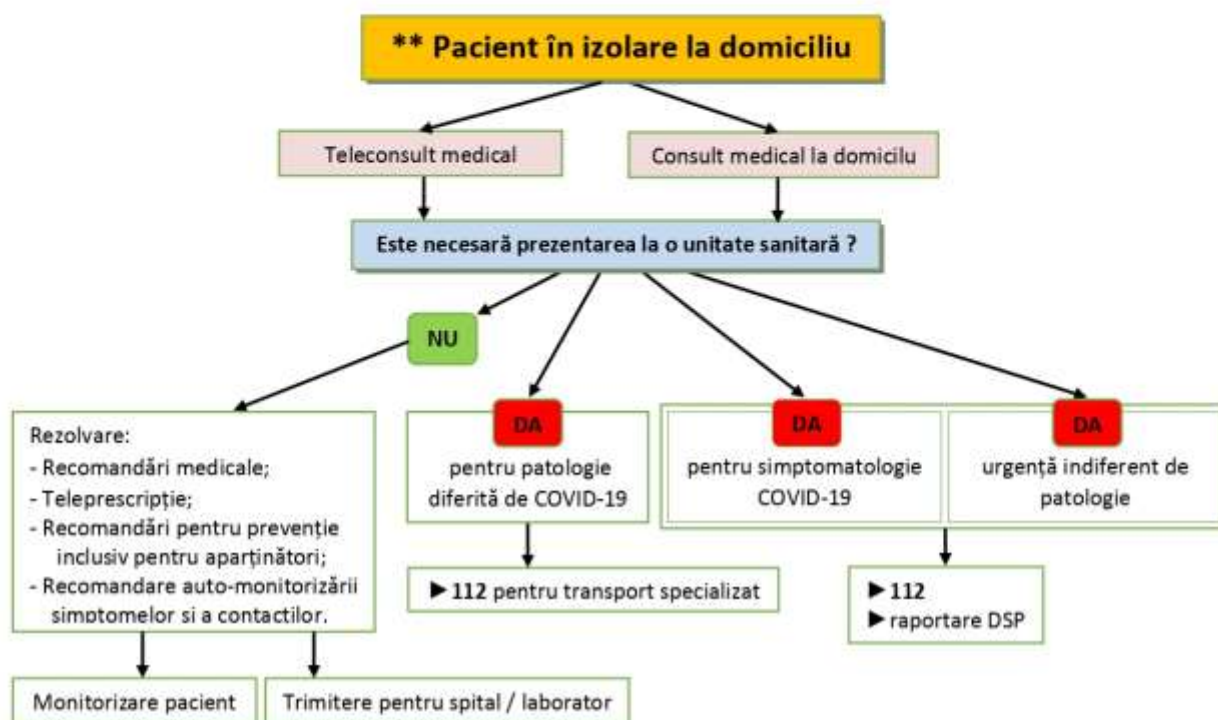 ** Pacient în izolare la domiciliu
Teleconsult medical
Consult medical la domicilu
Este necesară prezentarea la o unitate sanitară ?
NU
Rezolvare:
- Recomandări medicale;
- Teleprescripție;
- Recomandări pentru prevenție
inclusiv pentru aparținători;
- Recomandare auto-monitorizării
simptomelor si a contactilor.
DA
pentru patologie
diferită de COVID-19
DA
pentru simptomatologie
COVID-19
DA
urgență indiferent de
patologie
► 112 pentru transport specializat
► 112
► raportare DSP
Monitorizare pacient
Trimitere pentru spital / laborator